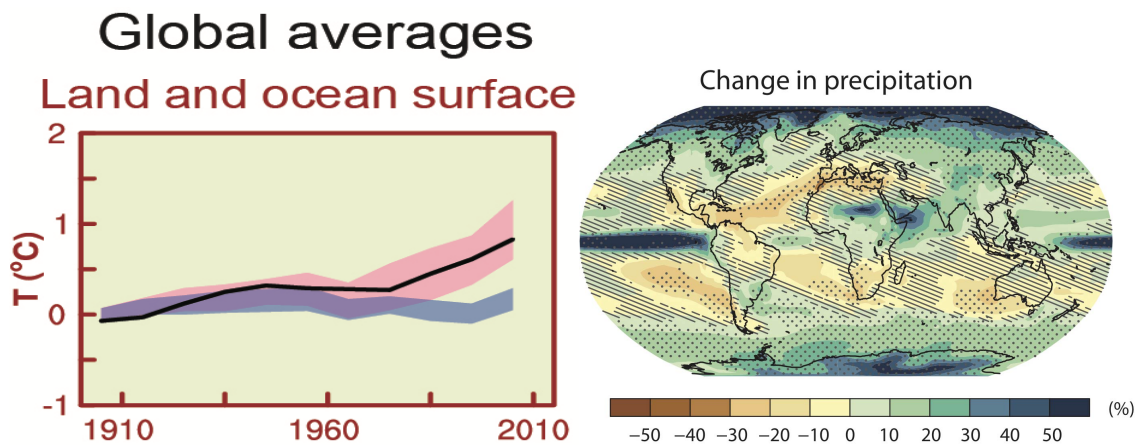 Global averages
Land and ocean surface
T (ºC)
2
1
0
-1
1910 1960 2010
Change in precipitation
−50 −40 −30 −20 −10 0 10 20 30 40 50
(%)